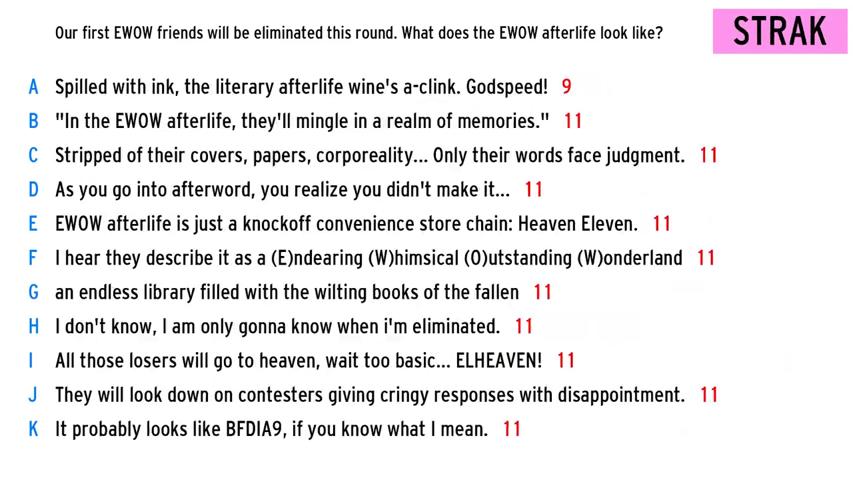 Our first EWOW friends will be eliminated this round. What does the EWOW afterlife look like?
STRAK
A Spilled with ink, the literary afterlife wine's a-clink. Godspeed! 9
B "In the EWOW afterlife, they'll mingle in a realm of memories." 11
C Stripped of their covers, papers, corporeality... Only their words face judgment. 11
D As you go into afterword, you realize you didn't make it... 11
E EWOW afterlife is just a knockoff convenience store chain: Heaven Eleven. 11
F I hear they describe it as a (E)ndearing (W)himsical (O)utstanding (W)onderland 11
G an endless library filled with the wilting books of the fallen 11
H I don't know, I am only gonna know when i'm eliminated. 11
I All those losers will go to heaven, wait too basic... ELHEAVEN! 11
J They will look down on contesters giving cringy responses with disappointment. 11
K It probably looks like BFDIA9, if you know what I mean. 11